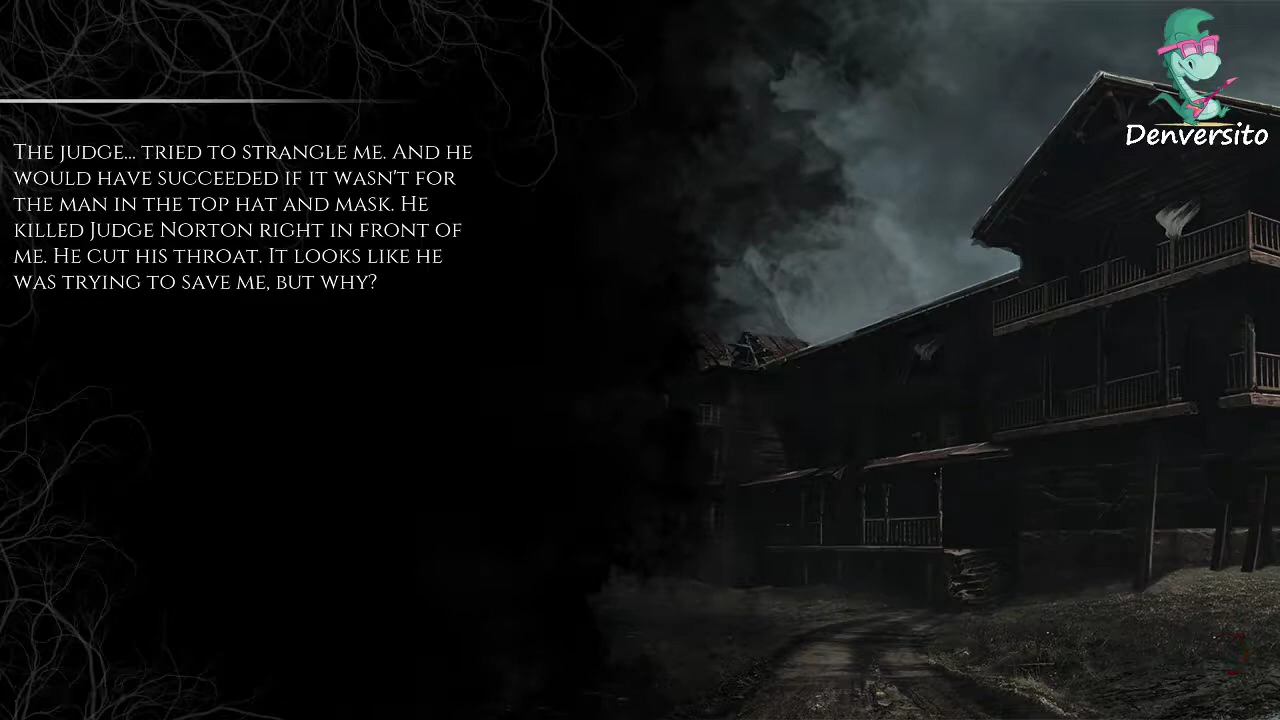 The judge... tried to strangle me. And he
would have succeeded if it wasn't for
the man in the top hat and mask. He
killed Judge Norton right in front of
me. He cut his throat. It looks like he
was trying to save me, but why?
Denversito